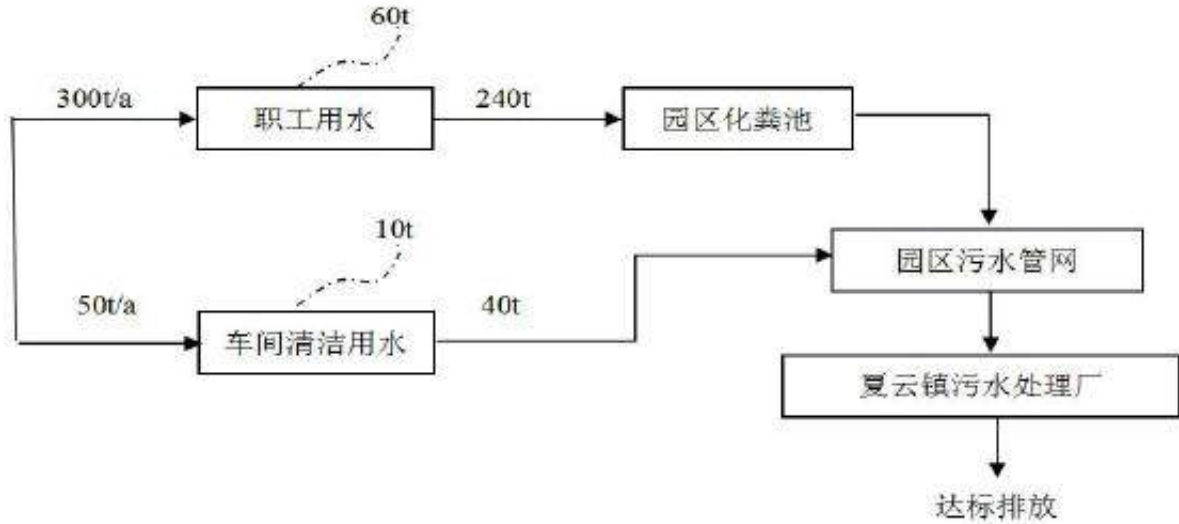 60t
300t/a
职工用水
240t
园区化粪池
10t
园区污水管网
50t/a
车间清洁用水
40t
夏云镇污水处理厂
达标排放